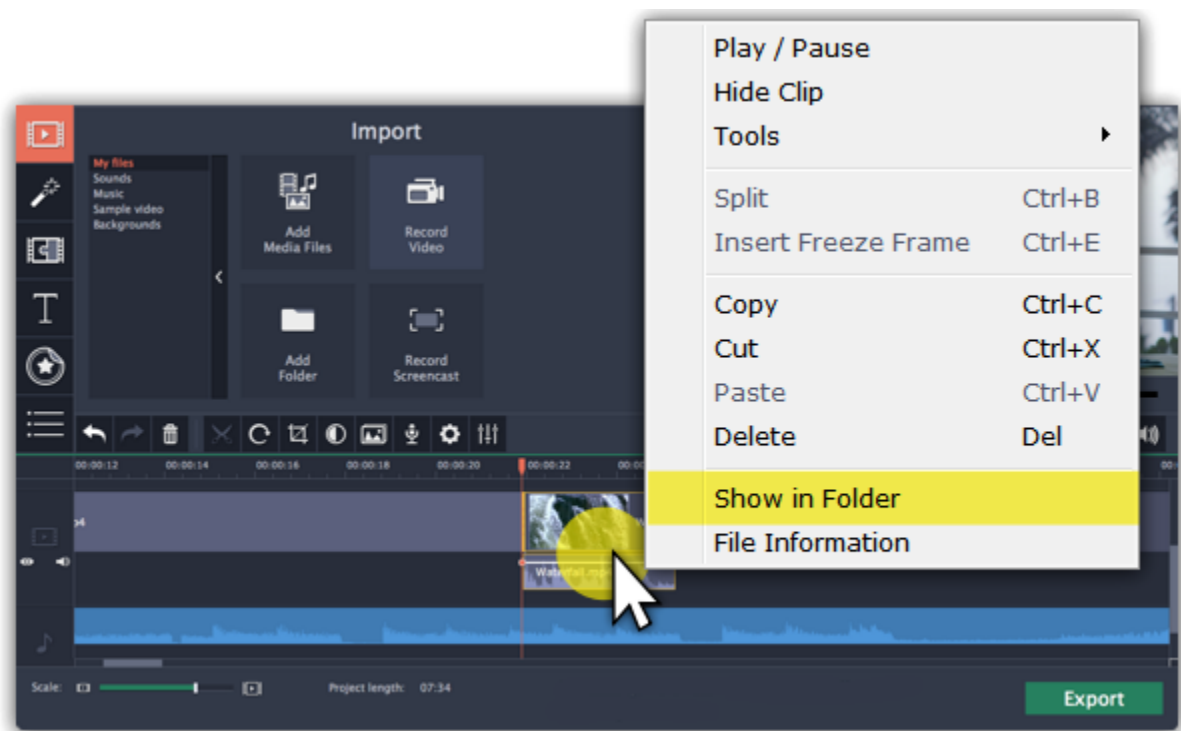 Import
My files
Sounds
Music
Sample video
Backgrounds
Add
Media Files
Record
Video
Add
Folder
Record
Screencast
T
Play / Pause
Hide Clip
Tools
Split Ctrl+B
Insert Freeze Frame Ctrl+E
Copy Ctrl+C
Cut Ctrl+X
Paste Ctrl+V
Delete Del
Show in Folder
File Information
00:00:12 00:00:14 00:00:16 00:00:18 00:00:20 00:00:22
Scale: Project length: 07:34
Export